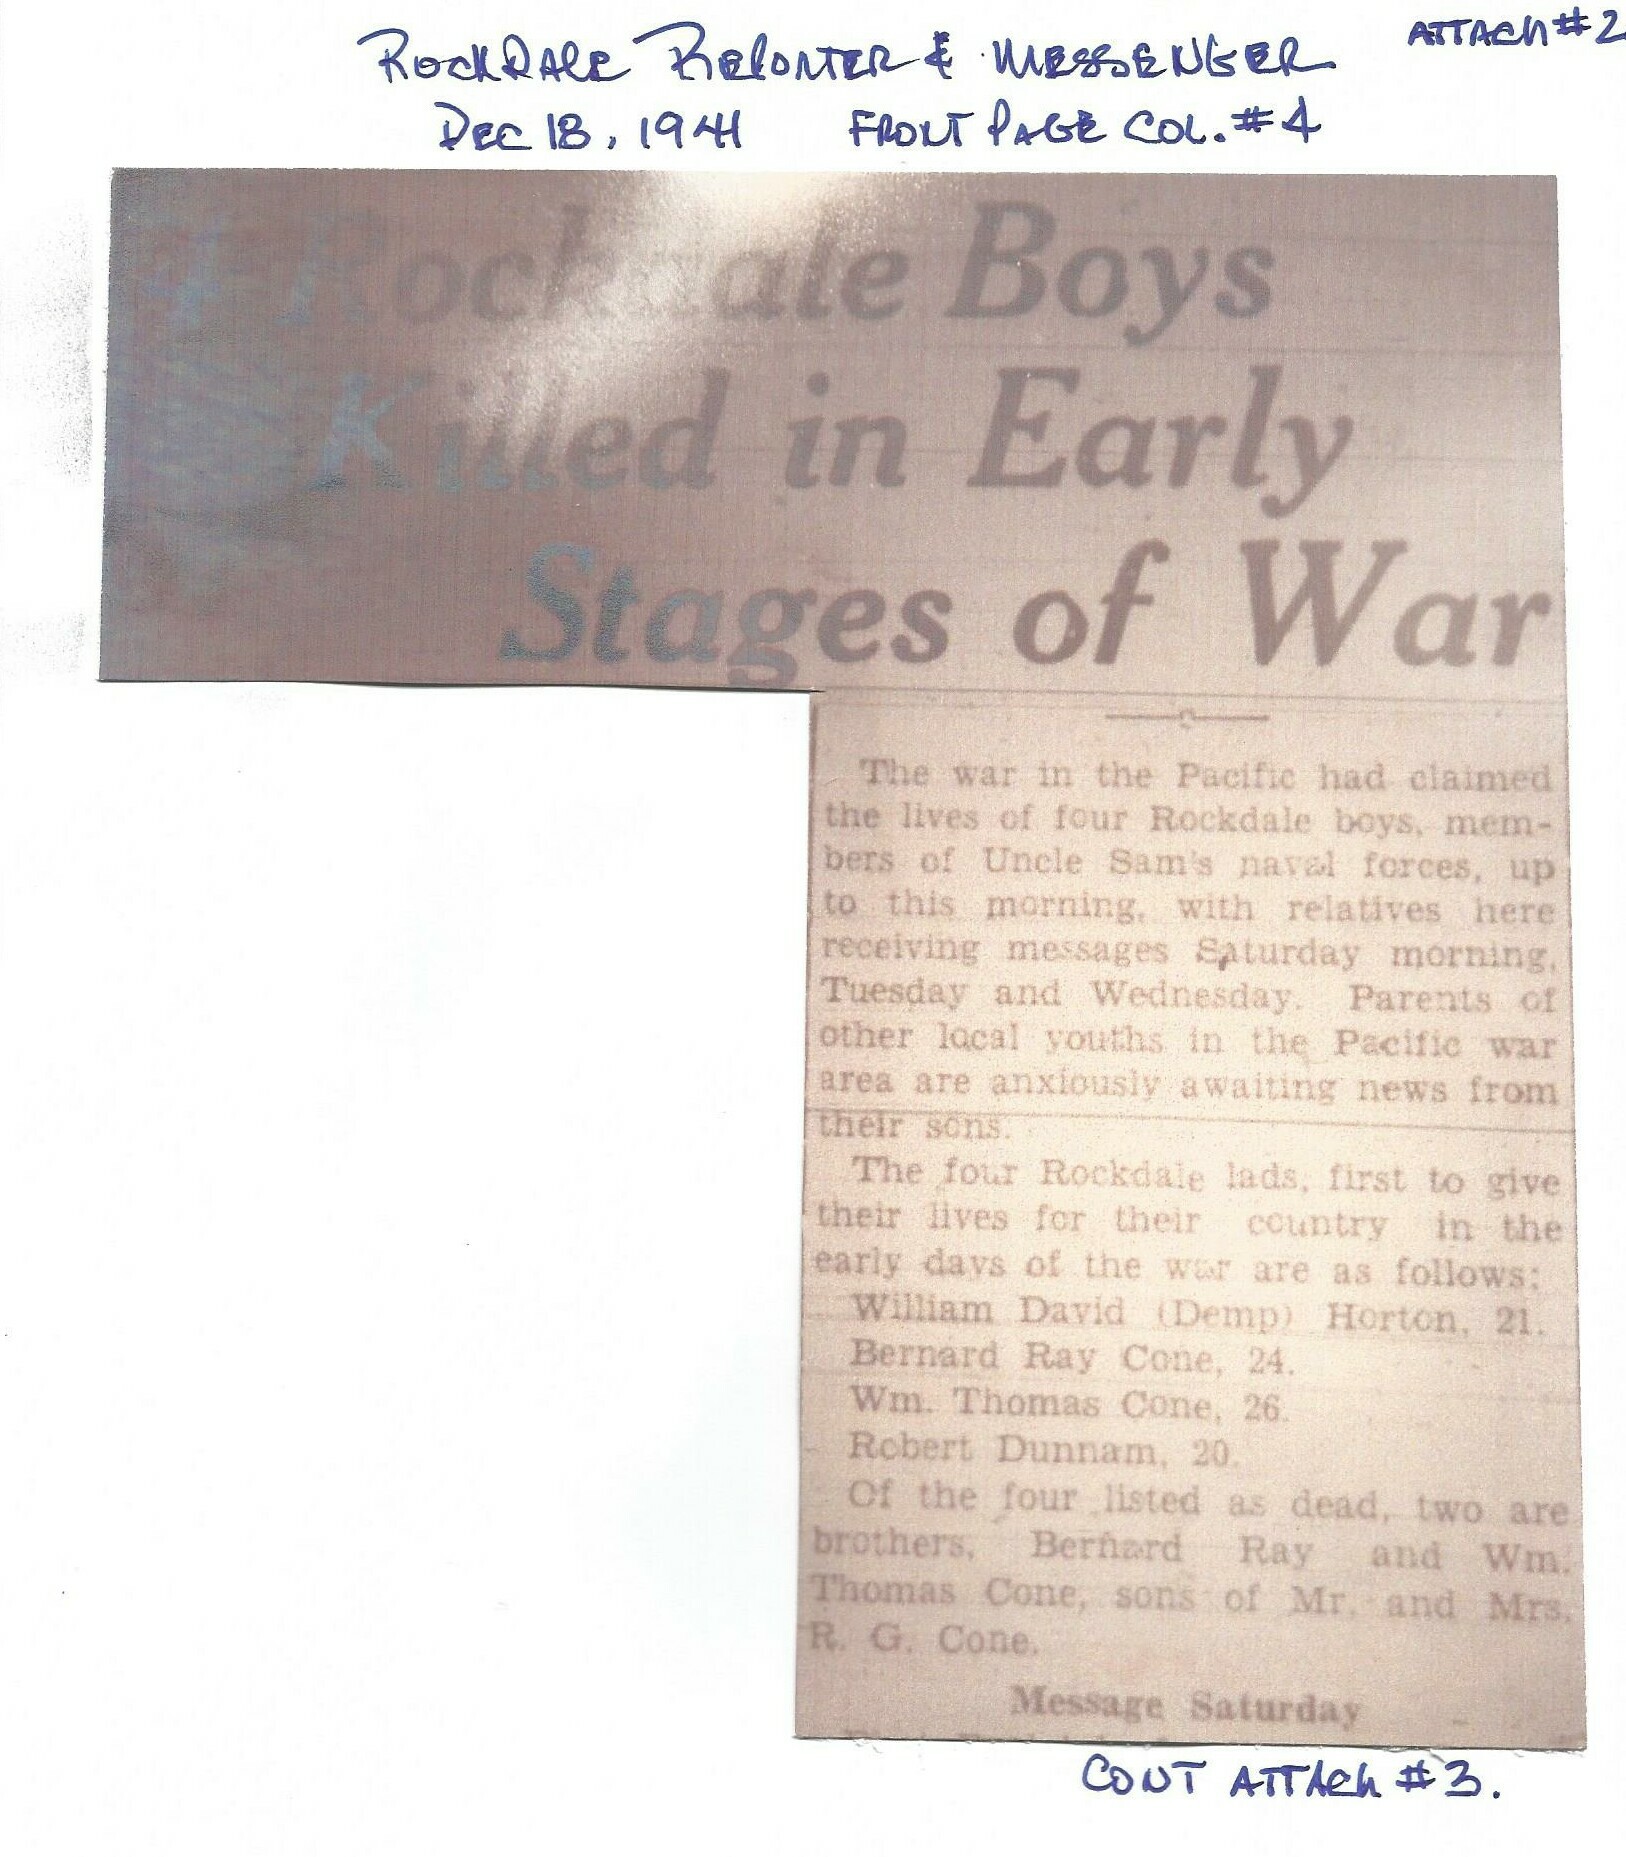 ATTACH #2
ROCKDALE REPORTER & MESSENGER
DEC 18, 1941 FRONT PAGE COL. #4
4 Rockdale Boys
Killed in Early
Stages of War
The war in the Pacific had claimed
the lives of four Rockdale boys, mem-
bers of Uncle Sam's naval forces, up
to this morning, with relatives here
receiving messages Saturday morning,
Tuesday and Wednesday. Parents of
other local youths in the Pacific war
area are anxiously awaiting news from
their sons.
The four Rockdale lads, first to give
their lives for their country in the
early days of the war are as follows:
William David (Demp) Horton, 21.
Bernard Ray Cone, 24.
Wm. Thomas Cone, 26.
Robert Dunnam, 20.
Of the four listed as dead, two are
brothers, Bernard Ray and Wm.
Thomas Cone, sons of Mr. and Mrs.
R. G. Cone.
Message Saturday
CONT ATTACH #3.